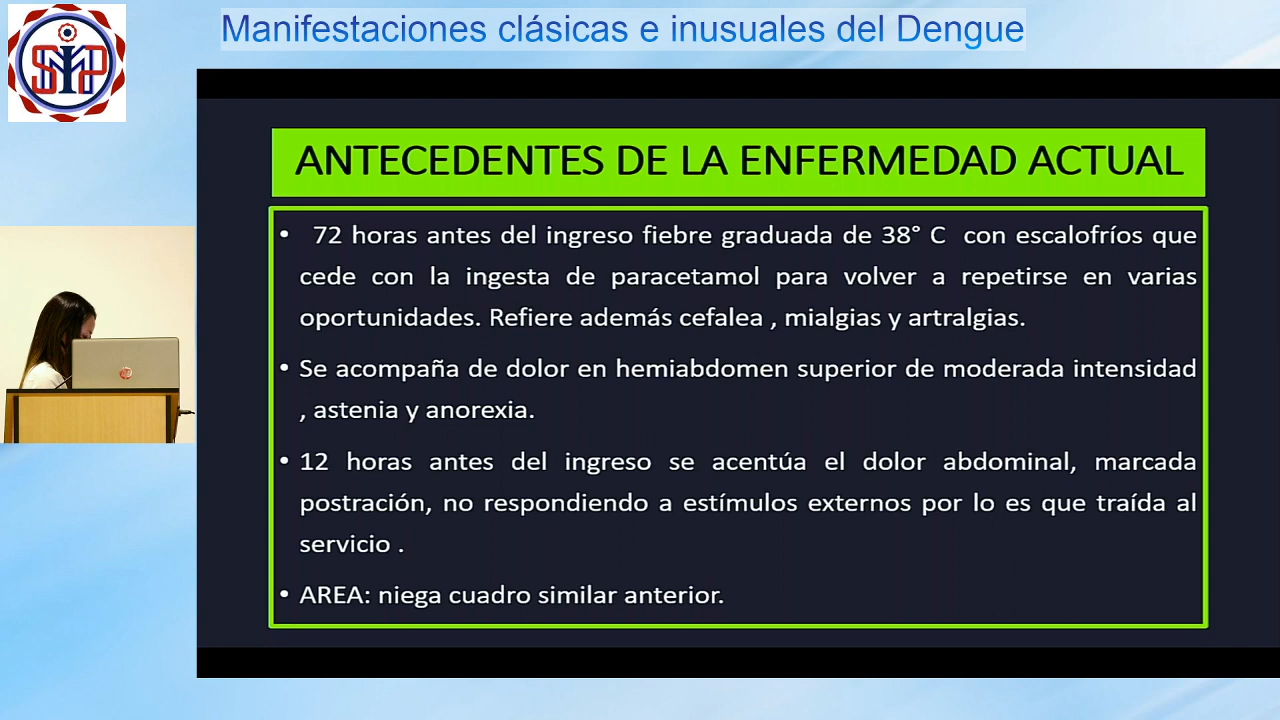 Manifestaciones clásicas e inusuales del Dengue
SMIP
ANTECEDENTES DE LA ENFERMEDAD ACTUAL
• 72 horas antes del ingreso fiebre graduada de 38° C con escalofríos que
cede con la ingesta de paracetamol para volver a repetirse en varias
oportunidades. Refiere además cefalea , mialgias y artralgias.
• Se acompaña de dolor en hemiabdomen superior de moderada intensidad
, astenia y anorexia.
• 12 horas antes del ingreso se acentúa el dolor abdominal, marcada
postración, no respondiendo a estímulos externos por lo es que traída al
servicio .
• AREA: niega cuadro similar anterior.